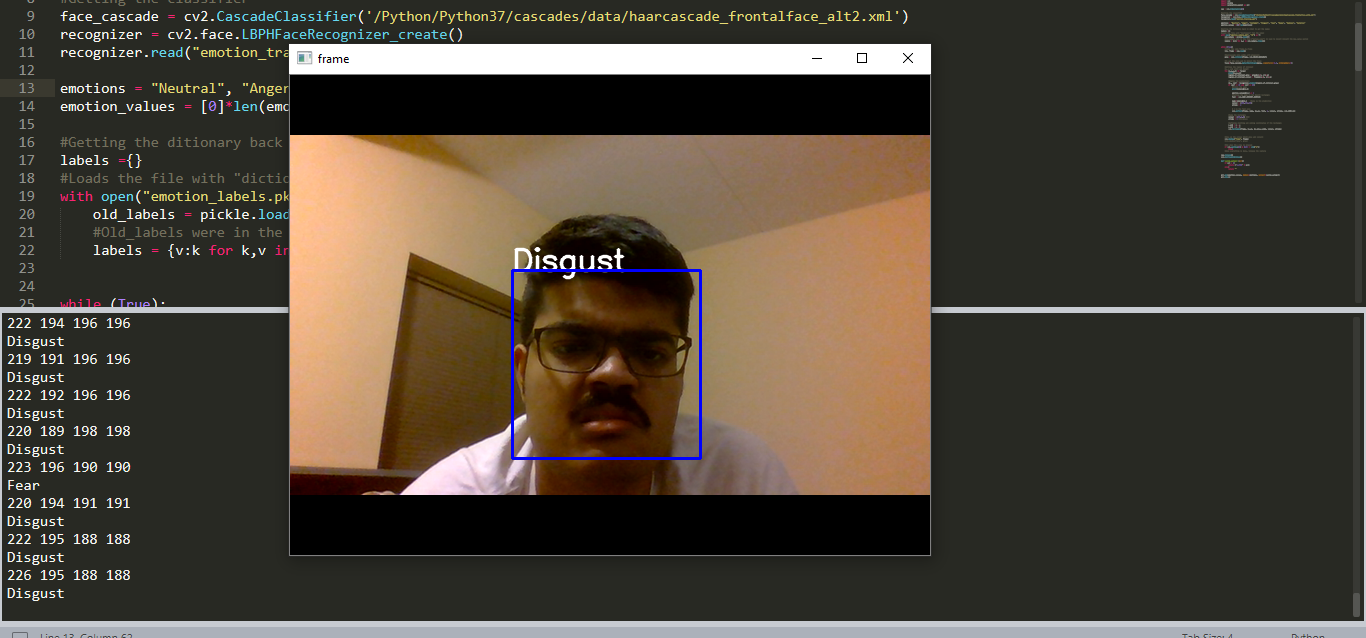 8 #Getting the classifier
9 face_cascade = cv2.CascadeClassifier('/Python/Python37/cascades/data/haarcascade_frontalface_alt2.xml')
10 recognizer = cv2.face.LBPHFaceRecognizer_create()
11 recognizer.read("emotion_tra
12
13 emotions = "Neutral", "Anger
14 emotion_values = [0]*len(emo
15
16 #Getting the ditionary back
17 labels ={}
18 #Loads the file with "dictio
19 with open("emotion_labels.pk
20 old_labels = pickle.load
21 #Old_labels were in the
22 labels = {v:k for k,v in
23
24
25 while (True):
frame
Disgust
222 194 196 196
Disgust
219 191 196 196
Disgust
222 192 196 196
Disgust
220 189 198 198
Disgust
223 196 190 190
Fear
220 194 191 191
Disgust
222 195 188 188
Disgust
226 195 188 188
Disgust
Line 13, Column 62 Tab Size: 4 Python